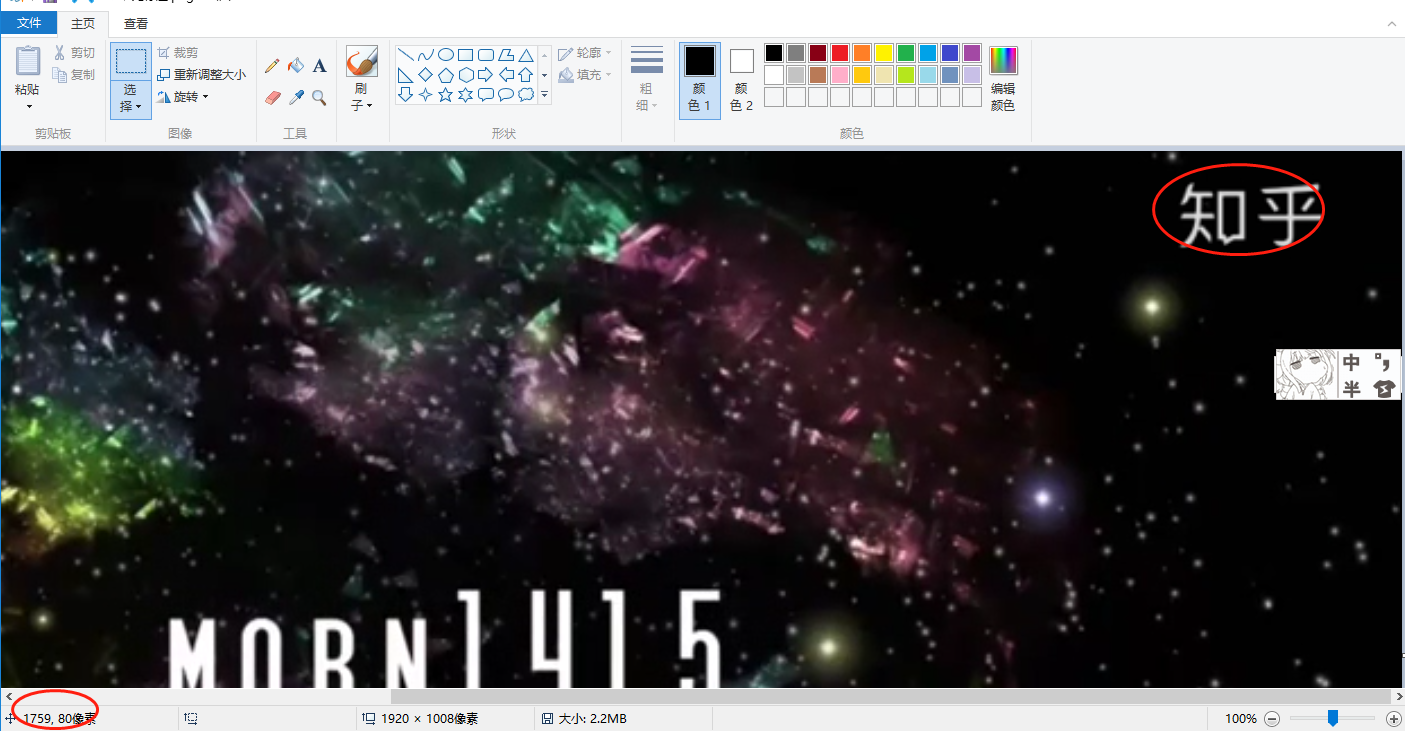 文件 主页 查看
粘贴 剪切 复制 选择 裁剪 重新调整大小 旋转 A 刷子 轮廓 填充 粗细 颜色 1 颜色 2 编辑颜色
剪贴板 图像 工具 形状 颜色
知乎
中 °,
半
MORN1415
1759, 80像素 1920 × 1008像素 大小: 2.2MB 100%